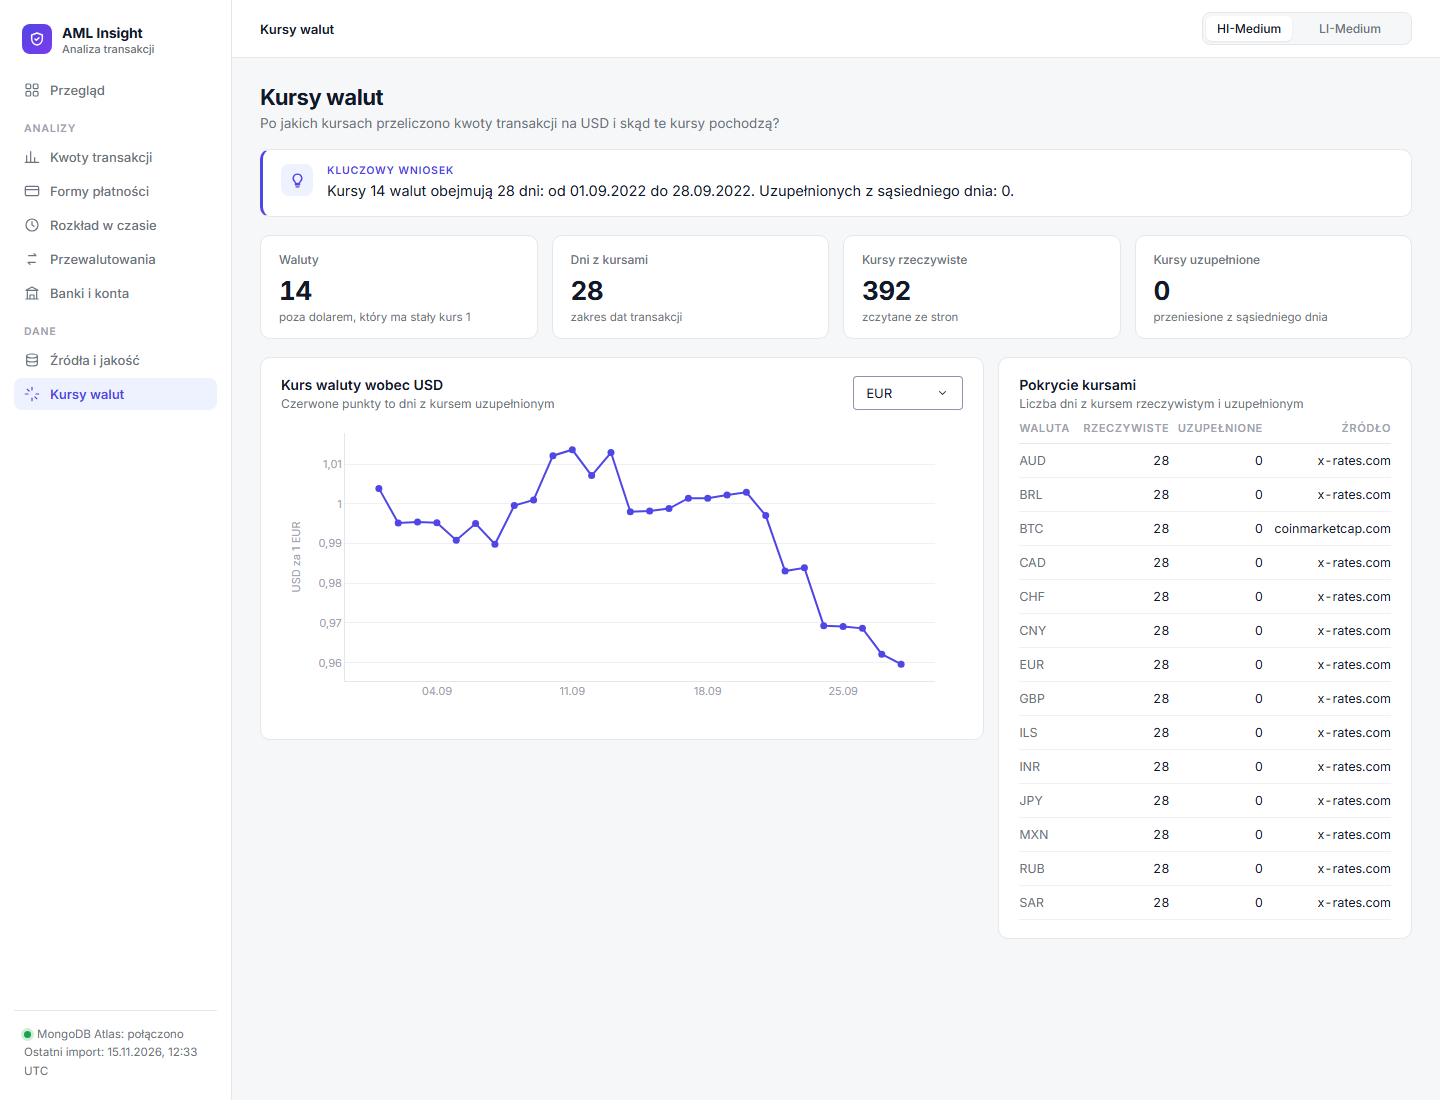 AML Insight
Analiza transakcji
Przegląd
ANALIZY
Kwoty transakcji
Formy płatności
Rozkład w czasie
Przewalutowania
Banki i konta
DANE
Źródła i jakość
Kursy walut
MongoDB Atlas: połączono
Ostatni import: 15.11.2026, 12:33
UTC
Kursy walut
HI-Medium
LI-Medium
Kursy walut
Po jakich kursach przeliczono kwoty transakcji na USD i skąd te kursy pochodzą?
KLUCZOWY WNIOSEK
Kursy 14 walut obejmują 28 dni: od 01.09.2022 do 28.09.2022. Uzupełnionych z sąsiedniego dnia: 0.
Waluty
14
poza dolarem, który ma stały kurs 1
Dni z kursami
28
zakres dat transakcji
Kursy rzeczywiste
392
zczytane ze stron
Kursy uzupełnione
0
przeniesione z sąsiedniego dnia
Kurs waluty wobec USD
Czerwone punkty to dni z kursem uzupełnionym
EUR
USD za 1 EUR
1,01
1
0,99
0,98
0,97
0,96
04.09 11.09 18.09 25.09
Pokrycie kursami
Liczba dni z kursem rzeczywistym i uzupełnionym
WALUTA RZECZYWISTE UZUPEŁNIONE ŹRÓDŁO
AUD 28 0 x-rates.com
BRL 28 0 x-rates.com
BTC 28 0 coinmarketcap.com
CAD 28 0 x-rates.com
CHF 28 0 x-rates.com
CNY 28 0 x-rates.com
EUR 28 0 x-rates.com
GBP 28 0 x-rates.com
ILS 28 0 x-rates.com
INR 28 0 x-rates.com
JPY 28 0 x-rates.com
MXN 28 0 x-rates.com
RUB 28 0 x-rates.com
SAR 28 0 x-rates.com